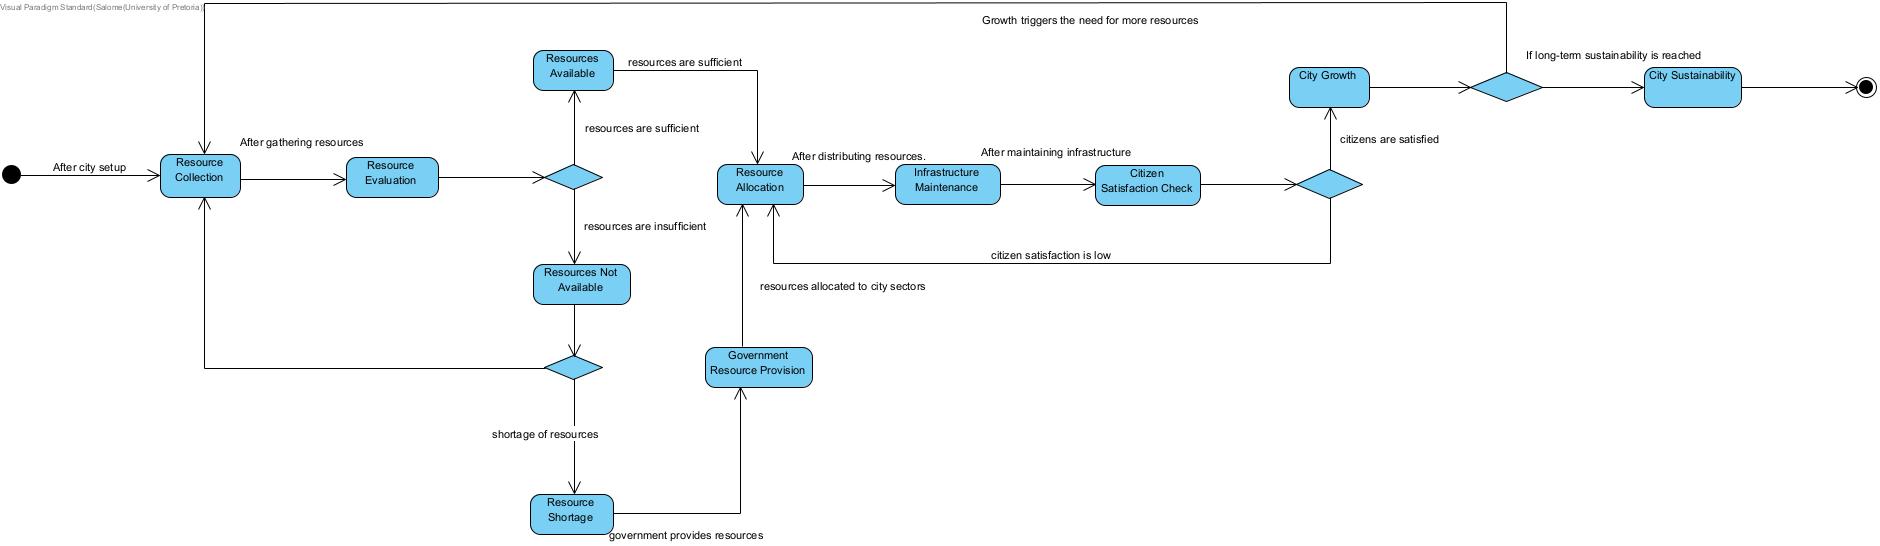 Visual Paradigm Standard(Salome(University of Pretoria))
Growth triggers the need for more resources
If long-term sustainability is reached
Resources
Available
resources are sufficient
City Growth
City Sustainability
resources are sufficient
citizens are satisfied
After gathering resources
After city setup
Resource
Collection
Resource
Evaluation
After distributing resources.
After maintaining infrastructure
Resource
Allocation
Infrastructure
Maintenance
Citizen
Satisfaction Check
resources are insufficient
citizen satisfaction is low
Resources Not
Available
resources allocated to city sectors
Government
Resource Provision
shortage of resources
Resource
Shortage
government provides resources